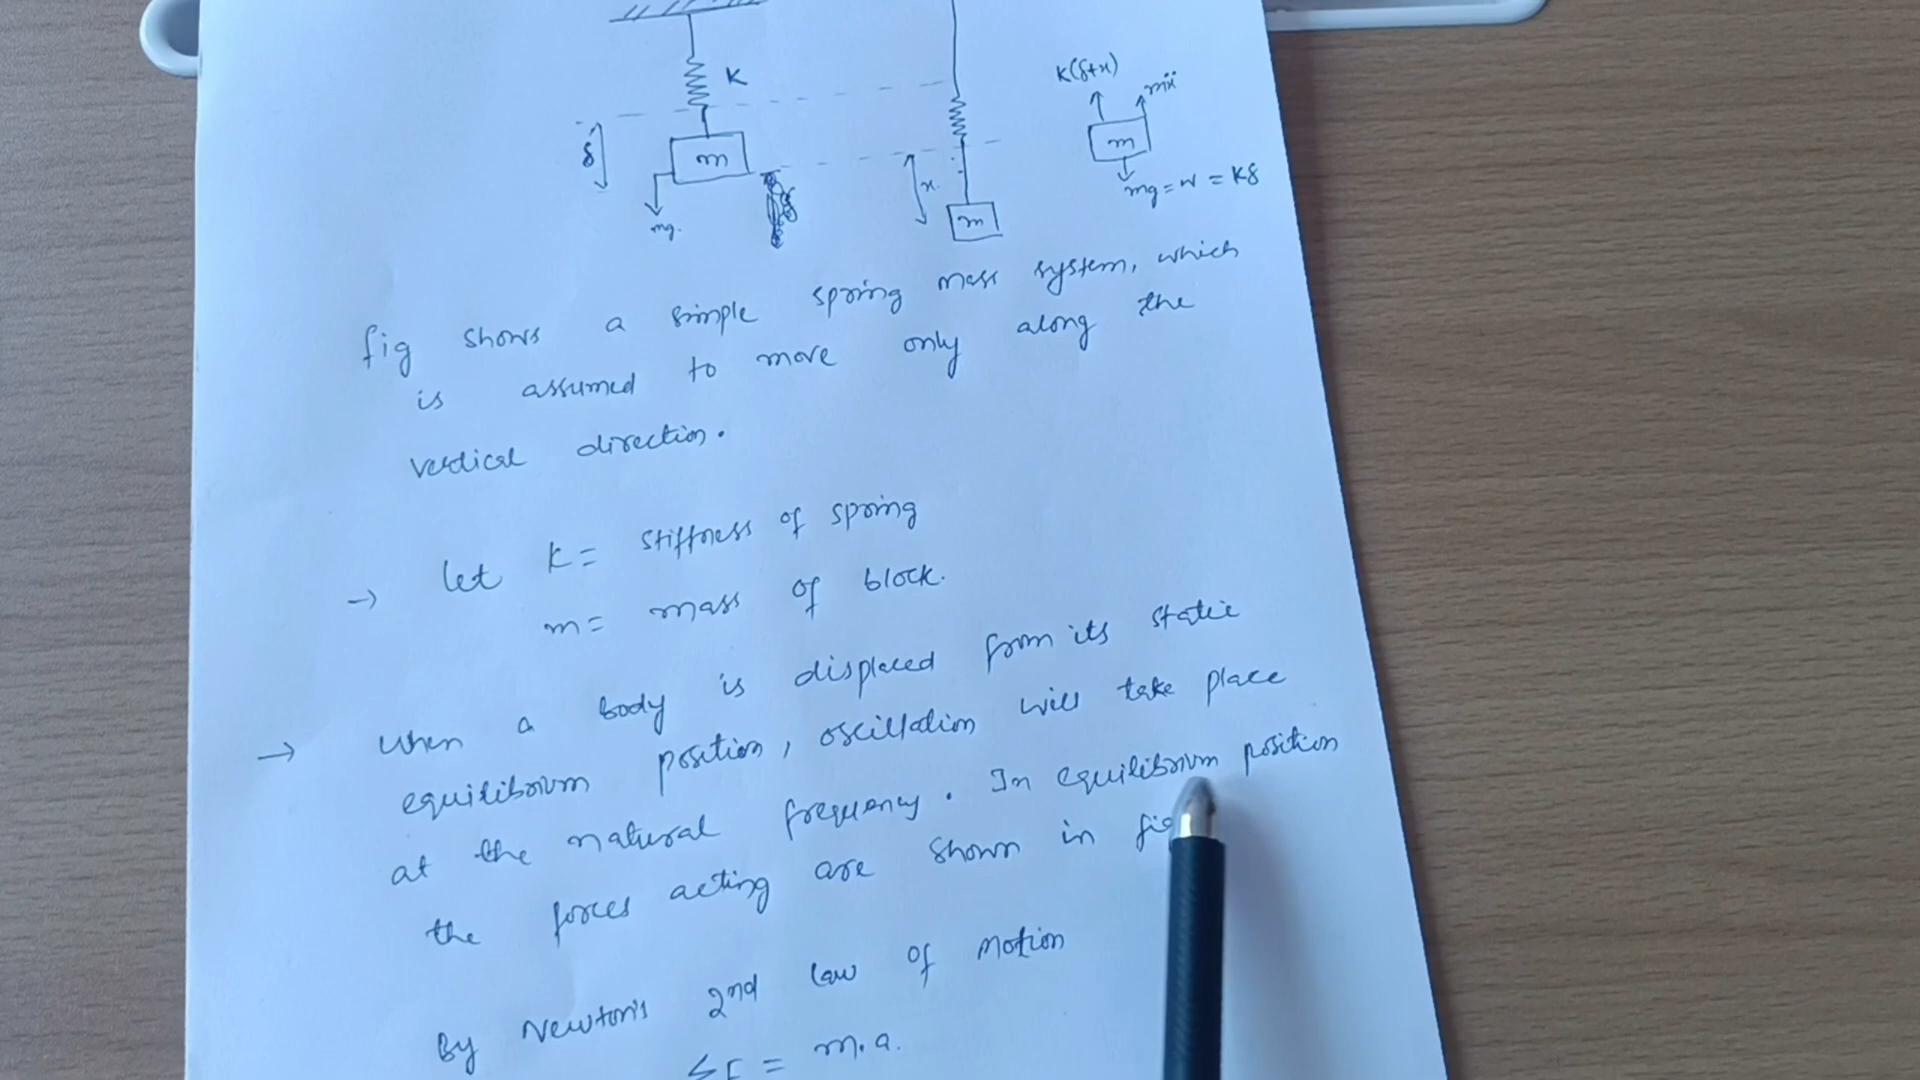 K
K(δ+x)
mẍ
δ
m
m
x
mg.
m
mg = W = Kδ
fig shows a simple spring mass system, which
is assumed to move only along the
vertical direction.
→ let K = stiffness of spring
m = mass of block.
→ when a body is displaced from its static
equilibrium position, oscillation will take place
at the natural frequency. In equilibrium position
the forces acting are shown in
By Newton's 2nd law of motion
ΣF = m.a.